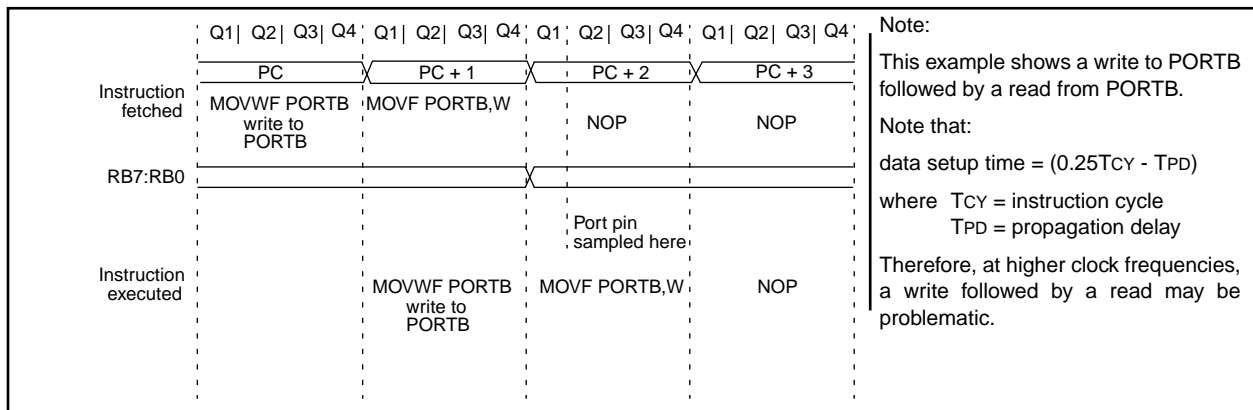 Q1| Q2| Q3| Q4 Q1| Q2| Q3| Q4 Q1| Q2| Q3| Q4 Q1| Q2| Q3| Q4
PC PC + 1 PC + 2 PC + 3
Instruction
fetched
MOVWF PORTB
write to
PORTB
MOVF PORTB,W
NOP
NOP
RB7:RB0
Port pin
sampled here
Instruction
executed
MOVWF PORTB
write to
PORTB
MOVF PORTB,W
NOP
Note:
This example shows a write to PORTB
followed by a read from PORTB.
Note that:
data setup time = (0.25TCY - TPD)
where TCY = instruction cycle
TPD = propagation delay
Therefore, at higher clock frequencies,
a write followed by a read may be
problematic.